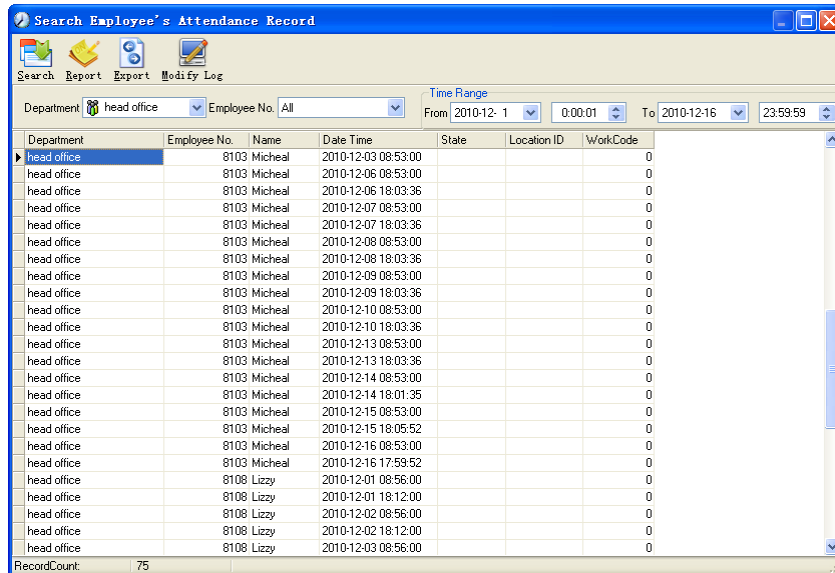 Search Employee's Attendance Record
Search Report Export Modify Log
Time Range
Department head office Employee No. All From 2010-12- 1 0:00:01 To 2010-12-16 23:59:59
Department Employee No. Name Date Time State Location ID WorkCode
head office 8103 Micheal 2010-12-03 08:53:00 0
head office 8103 Micheal 2010-12-06 08:53:00 0
head office 8103 Micheal 2010-12-06 18:03:36 0
head office 8103 Micheal 2010-12-07 08:53:00 0
head office 8103 Micheal 2010-12-07 18:03:36 0
head office 8103 Micheal 2010-12-08 08:53:00 0
head office 8103 Micheal 2010-12-08 18:03:36 0
head office 8103 Micheal 2010-12-09 08:53:00 0
head office 8103 Micheal 2010-12-09 18:03:36 0
head office 8103 Micheal 2010-12-10 08:53:00 0
head office 8103 Micheal 2010-12-10 18:03:36 0
head office 8103 Micheal 2010-12-13 08:53:00 0
head office 8103 Micheal 2010-12-13 18:03:36 0
head office 8103 Micheal 2010-12-14 08:53:00 0
head office 8103 Micheal 2010-12-14 18:01:35 0
head office 8103 Micheal 2010-12-15 08:53:00 0
head office 8103 Micheal 2010-12-15 18:05:52 0
head office 8103 Micheal 2010-12-16 08:53:00 0
head office 8103 Micheal 2010-12-16 17:59:52 0
head office 8108 Lizzy 2010-12-01 08:56:00 0
head office 8108 Lizzy 2010-12-01 18:12:00 0
head office 8108 Lizzy 2010-12-02 08:56:00 0
head office 8108 Lizzy 2010-12-02 18:12:00 0
head office 8108 Lizzy 2010-12-03 08:56:00 0
RecordCount: 75